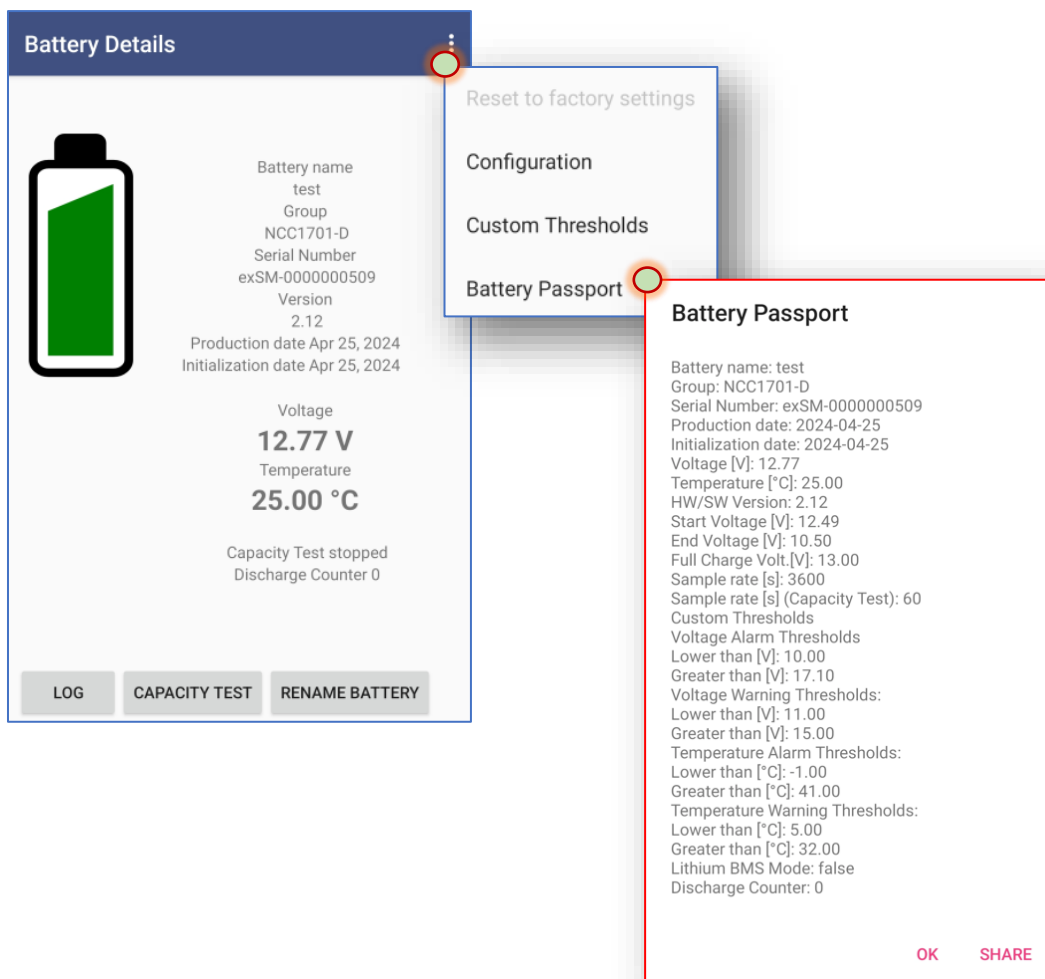 Battery Details
Battery name
test
Group
NCC1701-D
Serial Number
exSM-0000000509
Version
2.12
Production date Apr 25, 2024
Initialization date Apr 25, 2024
Voltage
12.77 V
Temperature
25.00 °C
Capacity Test stopped
Discharge Counter 0
LOG
CAPACITY TEST
RENAME BATTERY
Reset to factory settings
Configuration
Custom Thresholds
Battery Passport
Battery Passport
Battery name: test
Group: NCC1701-D
Serial Number: exSM-0000000509
Production date: 2024-04-25
Initialization date: 2024-04-25
Voltage [V]: 12.77
Temperature [°C]: 25.00
HW/SW Version: 2.12
Start Voltage [V]: 12.49
End Voltage [V]: 10.50
Full Charge Volt.[V]: 13.00
Sample rate [s]: 3600
Sample rate [s] (Capacity Test): 60
Custom Thresholds
Voltage Alarm Thresholds
Lower than [V]: 10.00
Greater than [V]: 17.10
Voltage Warning Thresholds:
Lower than [V]: 11.00
Greater than [V]: 15.00
Temperature Alarm Thresholds:
Lower than [°C]: -1.00
Greater than [°C]: 41.00
Temperature Warning Thresholds:
Lower than [°C]: 5.00
Greater than [°C]: 32.00
Lithium BMS Mode: false
Discharge Counter: 0
OK
SHARE